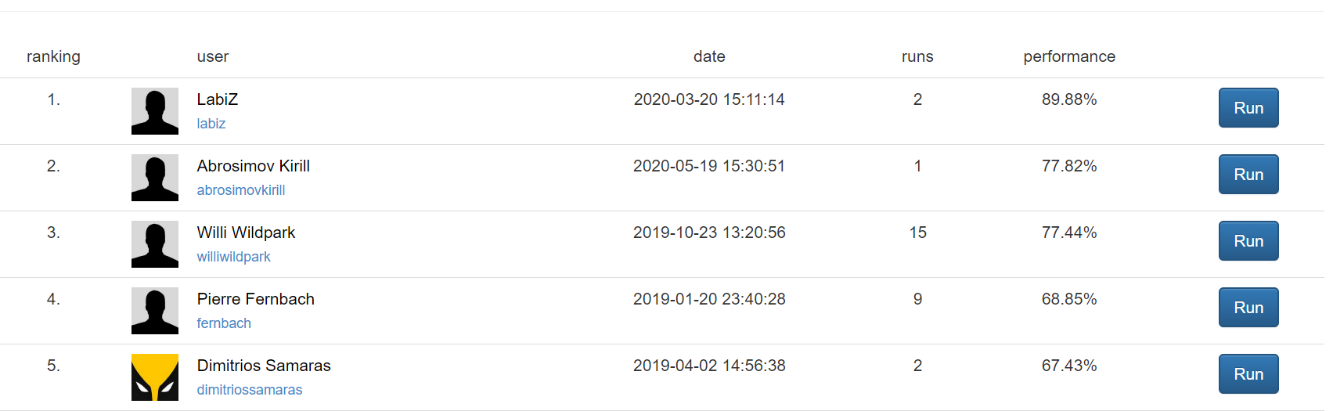 ranking user date runs performance
1. LabiZ 2020-03-20 15:11:14 2 89.88% Run
labiz
2. Abrosimov Kirill 2020-05-19 15:30:51 1 77.82% Run
abrosimovkirill
3. Willi Wildpark 2019-10-23 13:20:56 15 77.44% Run
williwildpark
4. Pierre Fernbach 2019-01-20 23:40:28 9 68.85% Run
fernbach
5. Dimitrios Samaras 2019-04-02 14:56:38 2 67.43% Run
dimitriossamaras